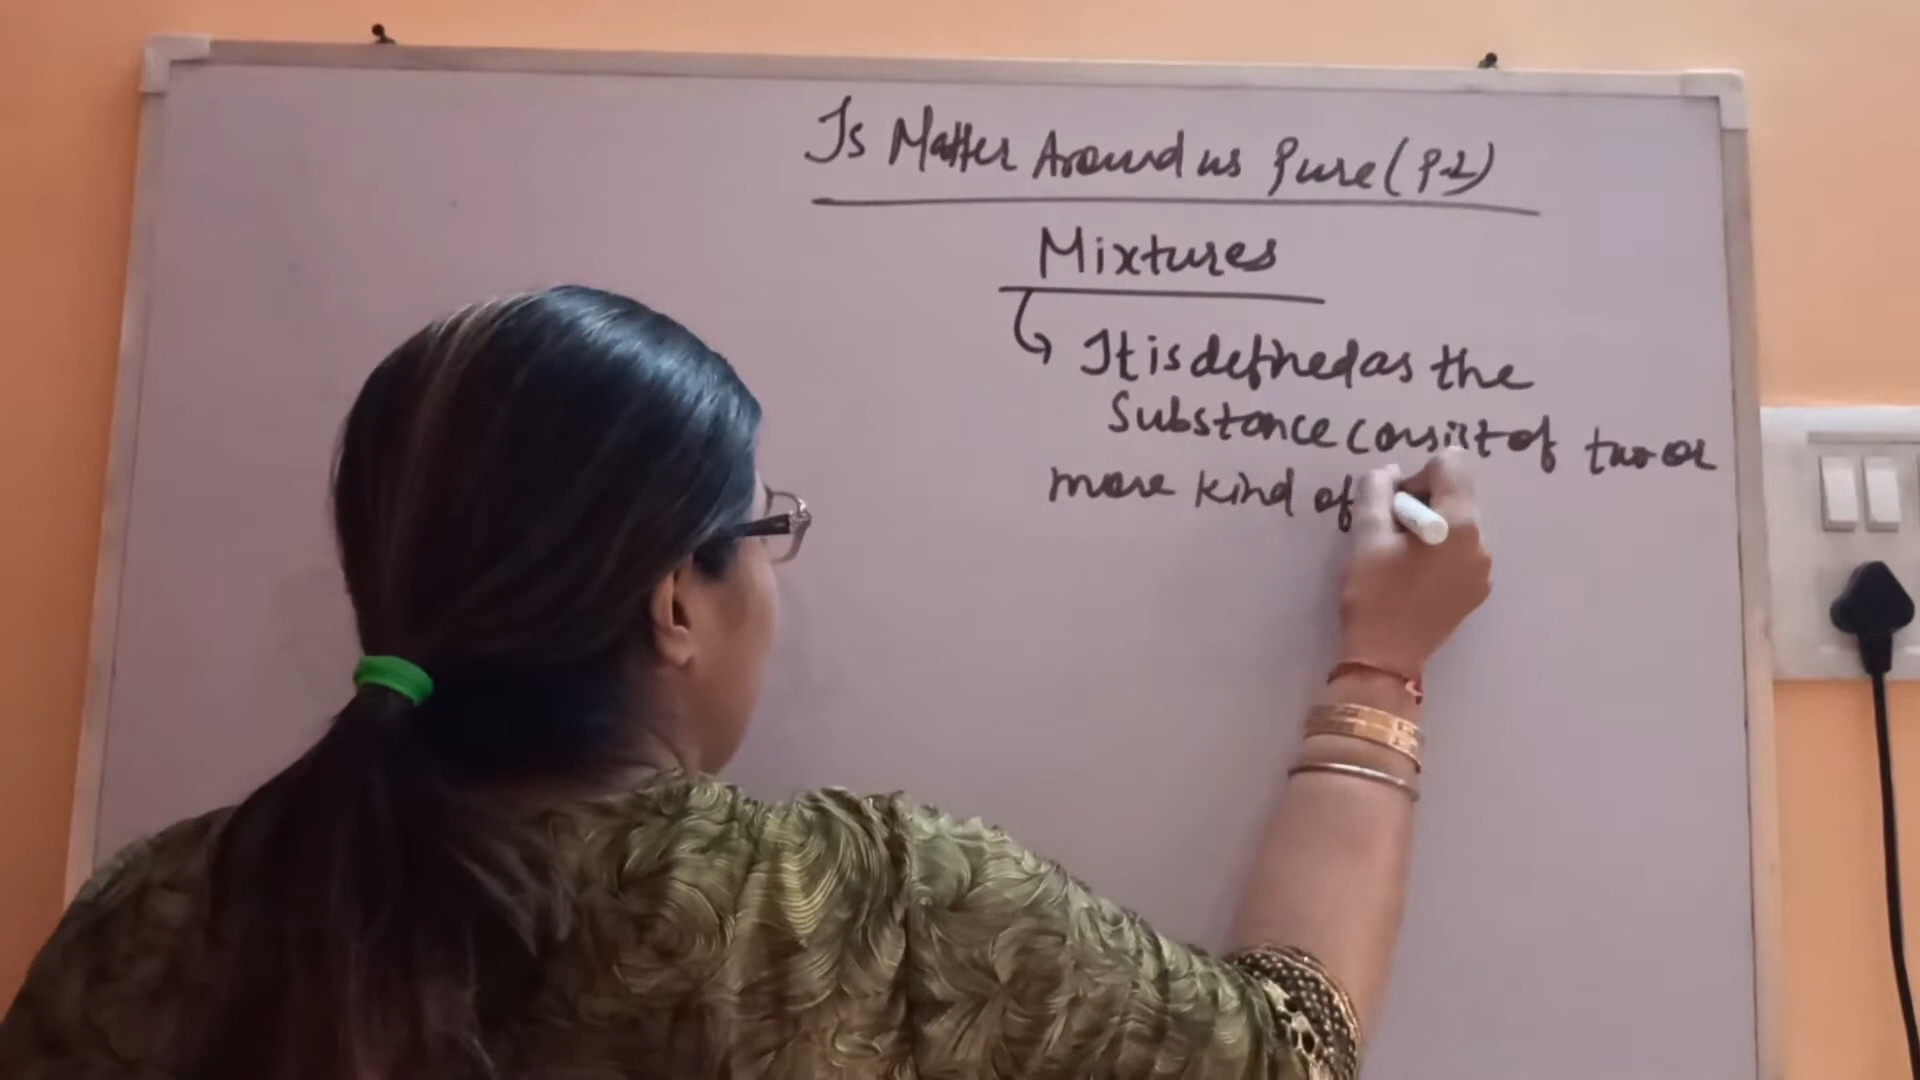 Is Matter Around us Pure (P-2)
Mixtures
It is defined as the
Substance consist of two or
more kind of